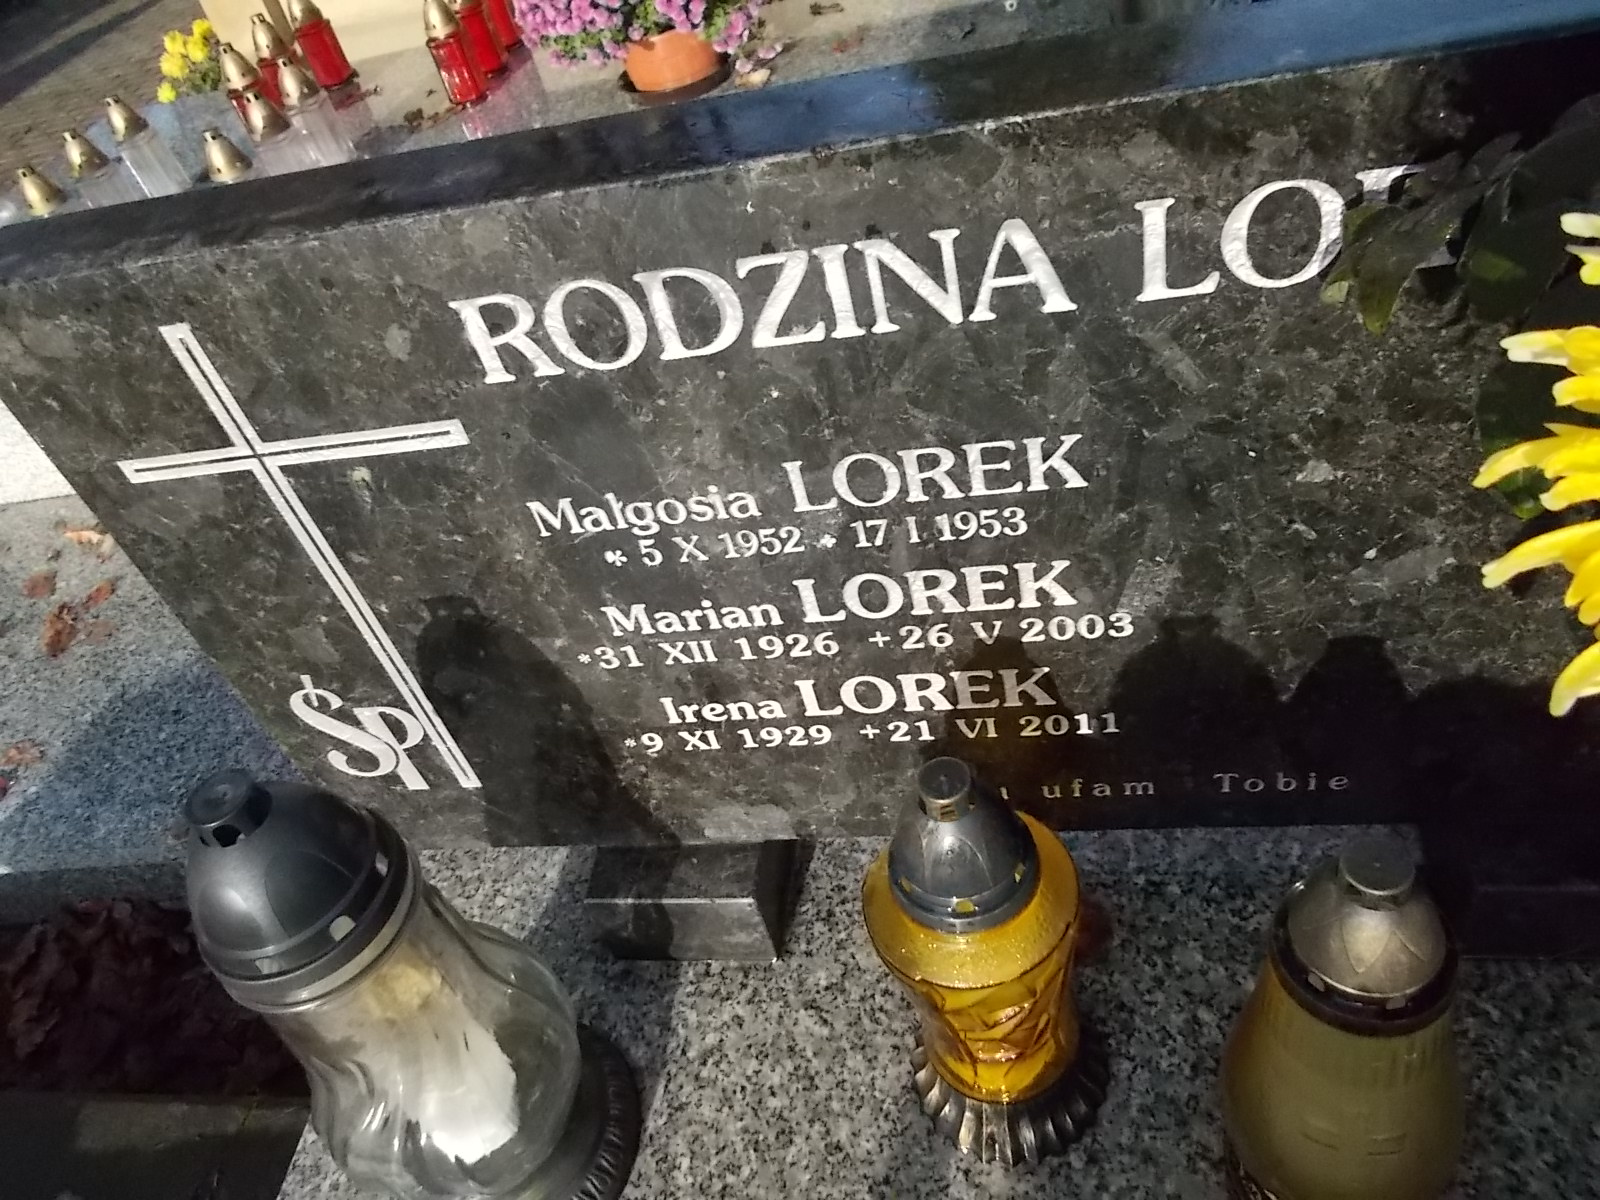 RODZINA LO
ŚP
Małgosia LOREK
* 5 X 1952 + 17 I 1953
Marian LOREK
*31 XII 1926 +26 V 2003
Irena LOREK
*9 XI 1929 +21 VI 2011
ufam Tobie